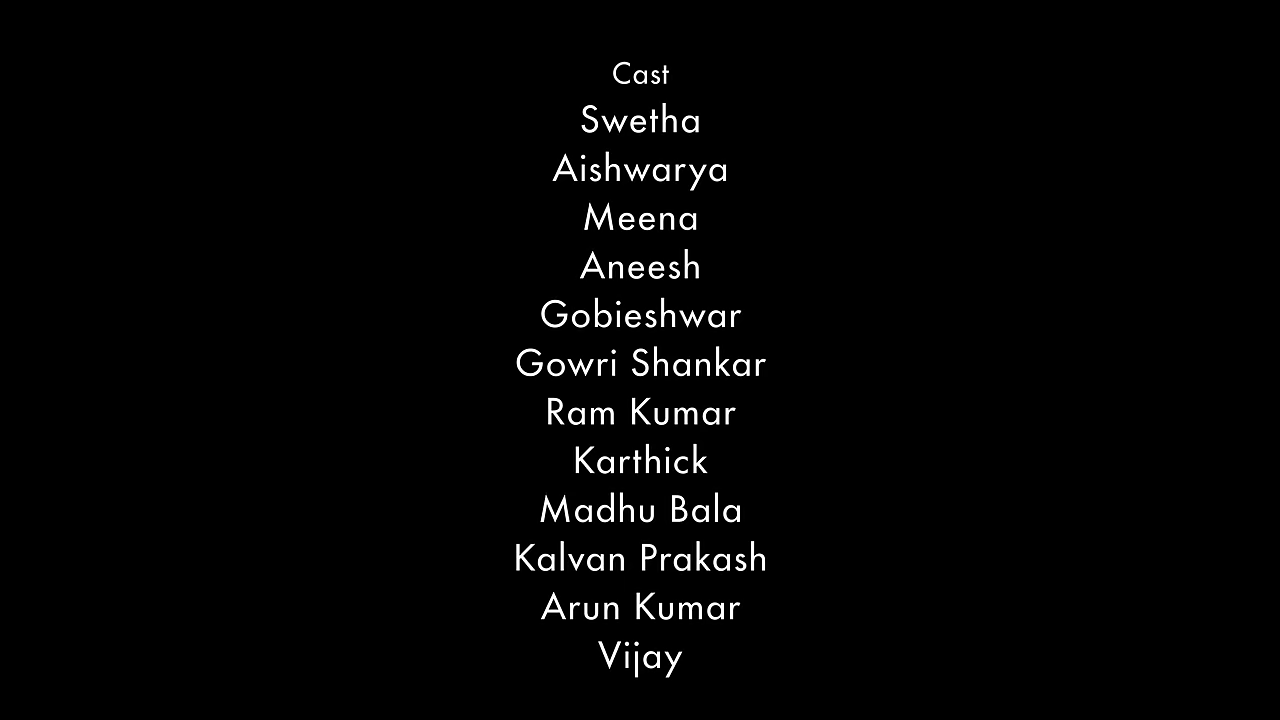 Cast
Swetha
Aishwarya
Meena
Aneesh
Gobieshwar
Gowri Shankar
Ram Kumar
Karthick
Madhu Bala
Kalvan Prakash
Arun Kumar
Vijay